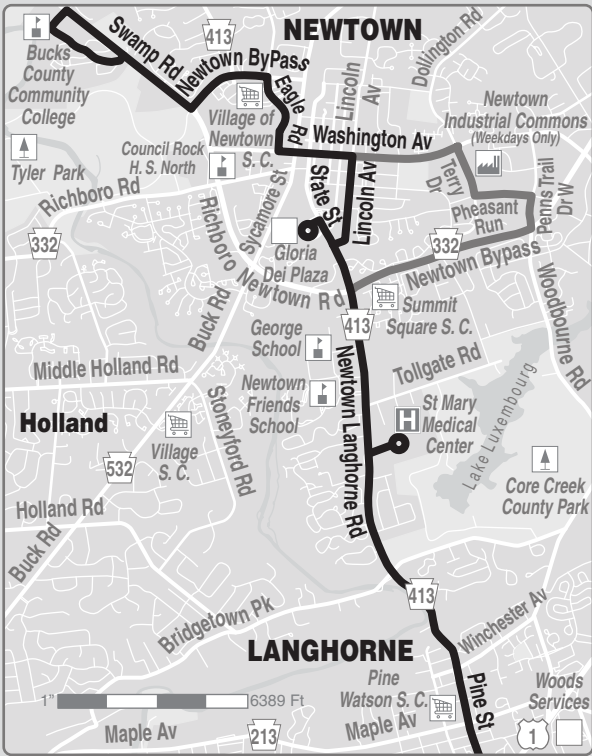 NEWTOWN
413
Swamp Rd
Newtown ByPass
Eagle
Rd
Lincoln
Av
Dollington Rd
Bucks
County
Community
College
Village of
Newtown
S. C.
Newtown
Industrial Commons
(Weekdays Only)
Washington Av
Council Rock
H. S. North
Tyler Park
Richboro Rd
332
Sycamore St
State St
Lincoln Av
Terry
Dr
Pheasant
Run
Penns Trail
Dr W
332
Newtown Bypass
Gloria
Dei Plaza
Richboro
Newtown Rd
Buck Rd
Summit
Square S. C.
413
Woodbourne Rd
George
School
Middle Holland Rd
Tollgate Rd
Newtown
Friends
School
Newtown Langhorne Rd
H
St Mary
Medical
Center
Lake Luxembourg
Holland
Village
S. C.
Stoneyford Rd
532
Core Creek
County Park
Holland Rd
Buck Rd
413
Bridgetown Pk
Winchester Av
LANGHORNE
Pine
Watson S. C.
Pine St
Woods
Services
1"
6389 Ft
Maple Av
213
Maple Av
1